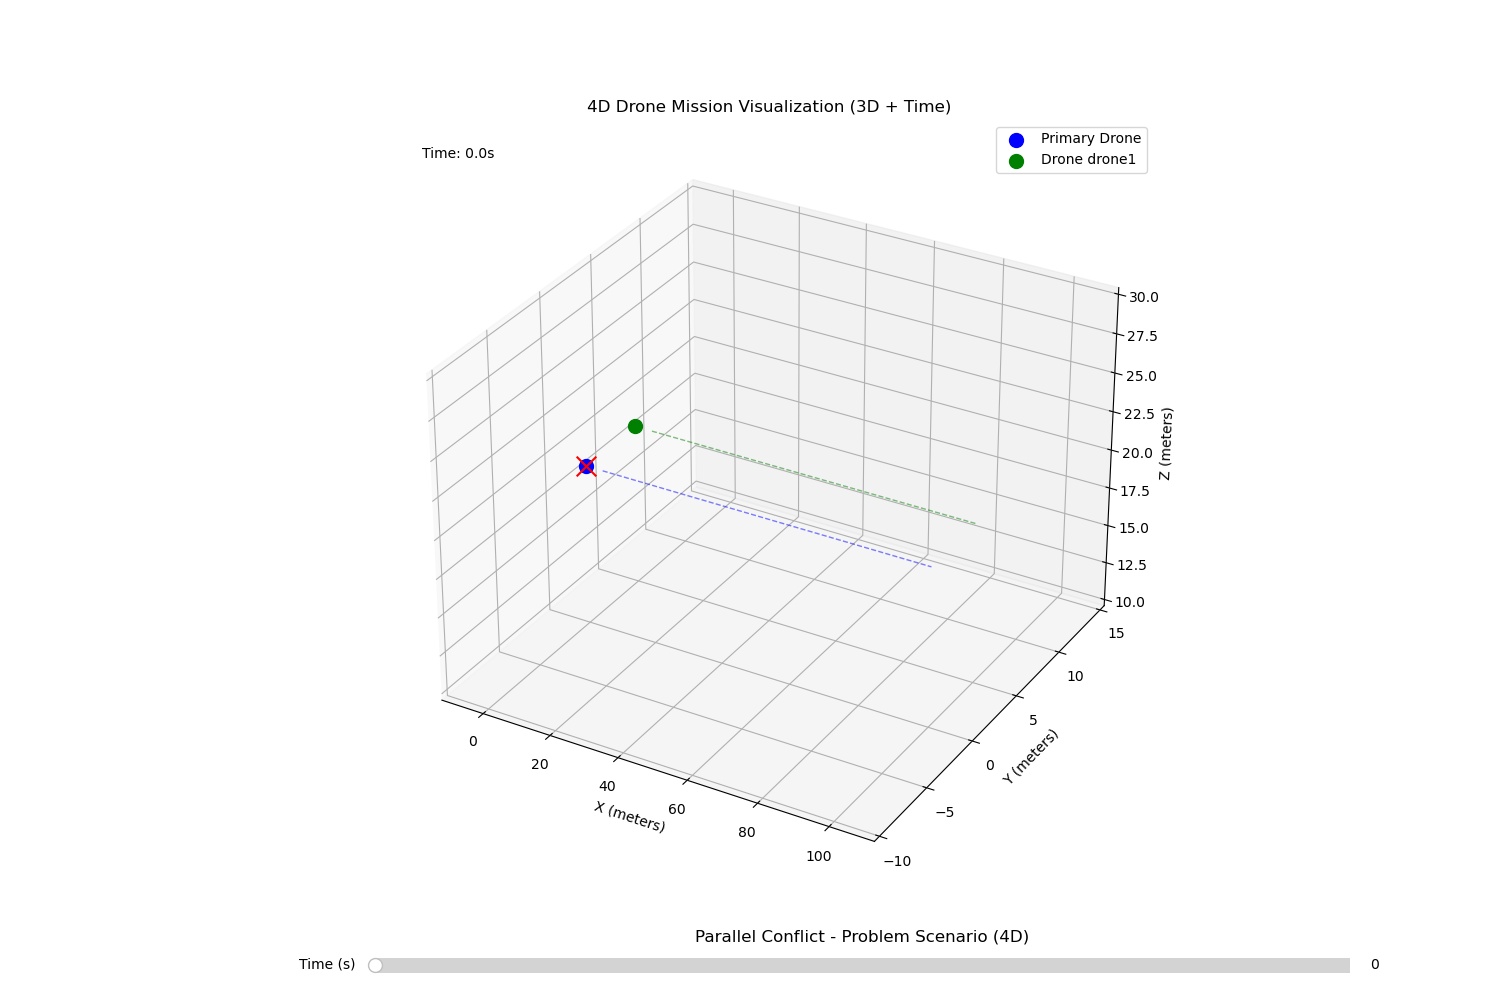 4D Drone Mission Visualization (3D + Time)
Time: 0.0s
Primary Drone
Drone drone1
30.0
27.5
25.0
22.5
20.0
17.5
15.0
12.5
10.0
Z (meters)
15
10
5
0
−5
−10
Y (meters)
0
20
40
60
80
100
X (meters)
Parallel Conflict - Problem Scenario (4D)
Time (s)
0